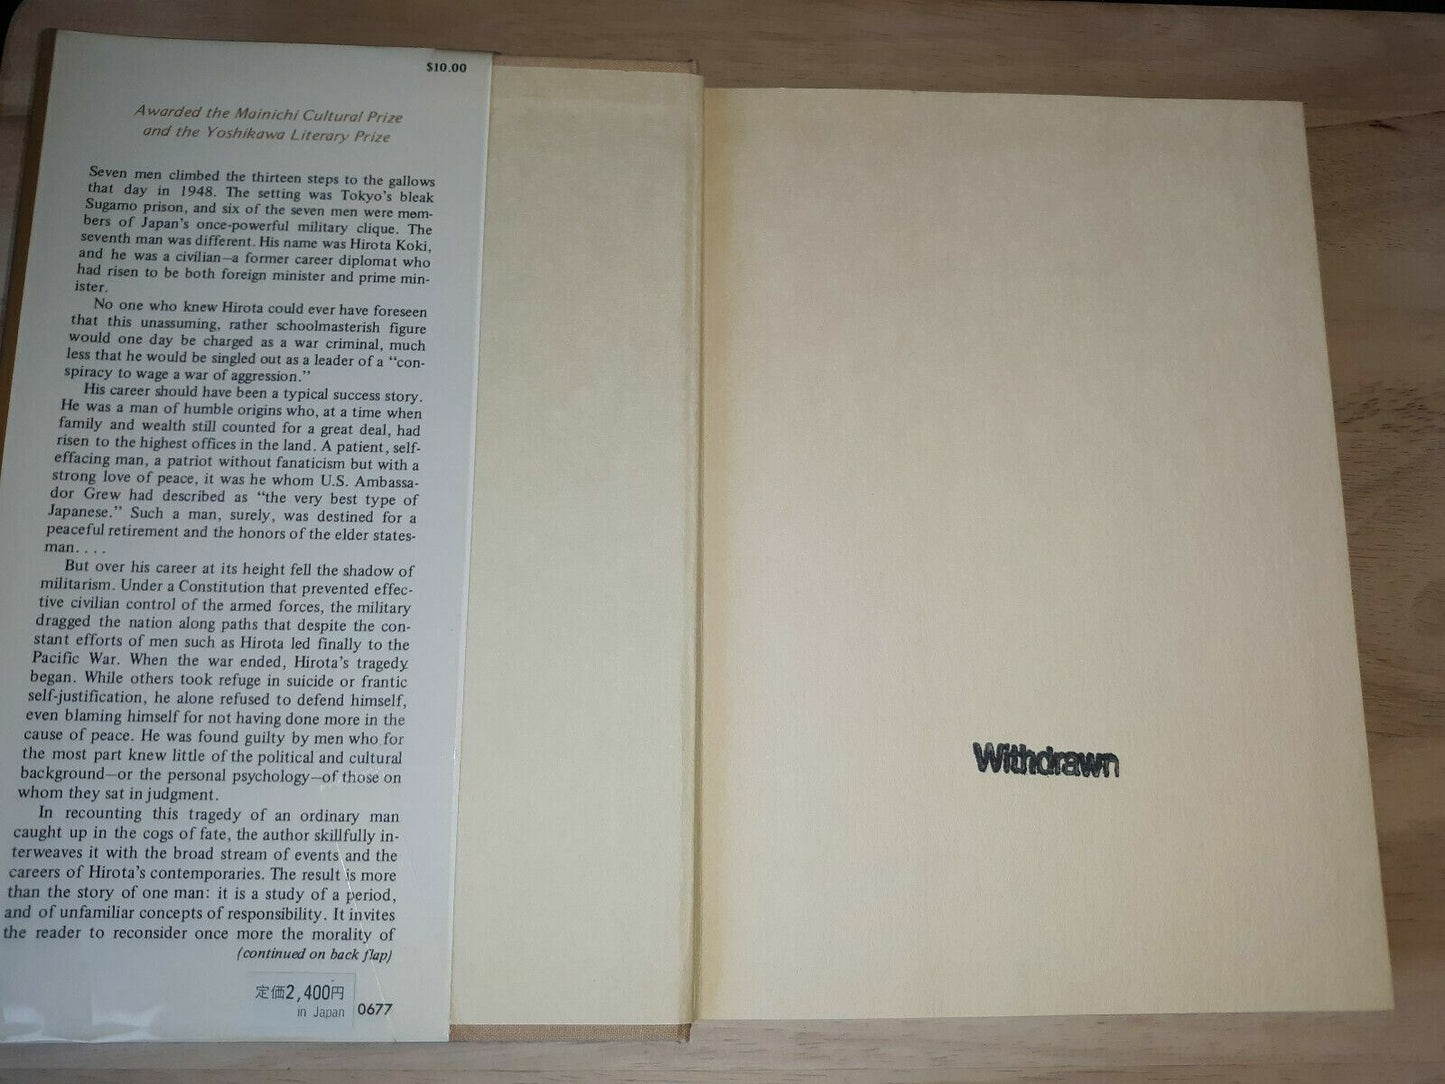 $10.00
Awarded the Mainichi Cultural Prize
and the Yoshikawa Literary Prize
Seven men climbed the thirteen steps to the gallows
that day in 1948. The setting was Tokyo's bleak
Sugamo prison, and six of the seven men were mem-
bers of Japan's once-powerful military clique. The
seventh man was different. His name was Hirota Koki,
and he was a civilian—a former career diplomat who
had risen to be both foreign minister and prime min-
ister.
No one who knew Hirota could ever have foreseen
that this unassuming, rather schoolmasterish figure
would one day be charged as a war criminal, much
less that he would be singled out as a leader of a “con-
spiracy to wage a war of aggression.”
His career should have been a typical success story.
He was a man of humble origins who, at a time when
family and wealth still counted for a great deal, had
risen to the highest offices in the land. A patient, self-
effacing man, a patriot without fanaticism but with a
strong love of peace, it was he whom U.S. Ambassa-
dor Grew had described as “the very best type of
Japanese.” Such a man, surely, was destined for a
peaceful retirement and the honors of the elder states-
man. . . .
But over his career at its height fell the shadow of
militarism. Under a Constitution that prevented effec-
tive civilian control of the armed forces, the military
dragged the nation along paths that despite the con-
stant efforts of men such as Hirota led finally to the
Pacific War. When the war ended, Hirota's tragedy
began. While others took refuge in suicide or frantic
self-justification, he alone refused to defend himself,
even blaming himself for not having done more in the
cause of peace. He was found guilty by men who for
the most part knew little of the political and cultural
background—or the personal psychology—of those on
whom they sat in judgment.
In recounting this tragedy of an ordinary man
caught up in the cogs of fate, the author skillfully in-
terweaves it with the broad stream of events and the
careers of Hirota's contemporaries. The result is more
than the story of one man: it is a study of a period,
and of unfamiliar concepts of responsibility. It invites
the reader to reconsider once more the morality of
(continued on back flap)
定価2,400円
in Japan
0677
Withdrawn